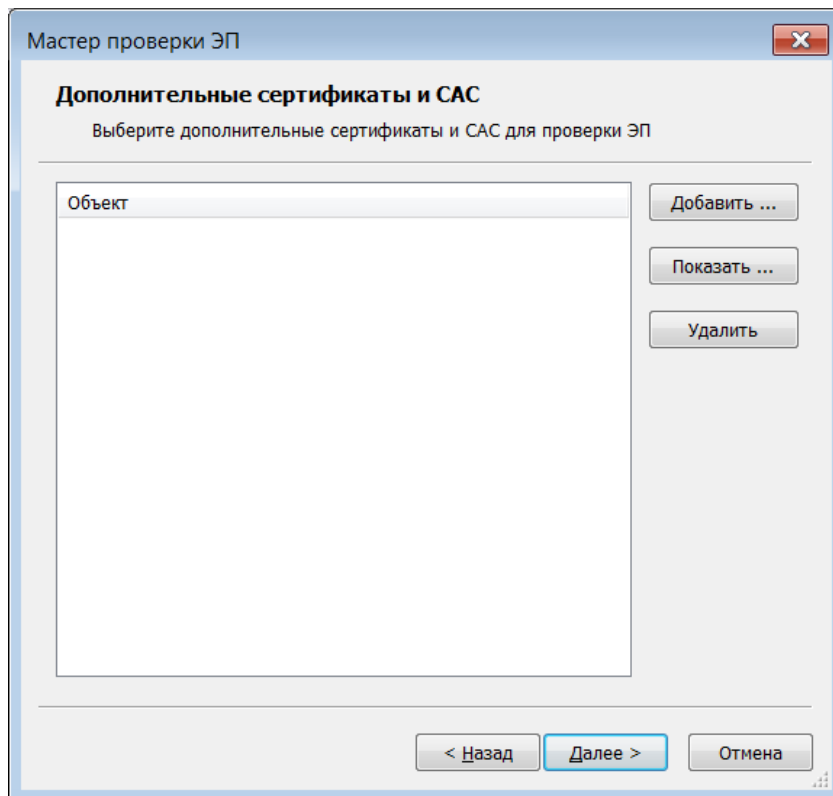 Мастер проверки ЭП
Дополнительные сертификаты и САС
Выберите дополнительные сертификаты и САС для проверки ЭП
Объект
Добавить ...
Показать ...
Удалить
< Назад
Далее >
Отмена